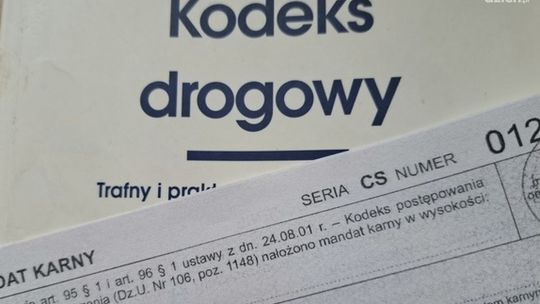 Kodeks
drogowy
Trafny i
SERIA CS NUMER 012
DAT KARNY
art. 95 § 1 i art. 96 § 1 ustawy z dn. 24.08.01 r. – Kodeks postępowania
(Dz.U. Nr 106, poz. 1148) nałożono mandat karny w wysokości: